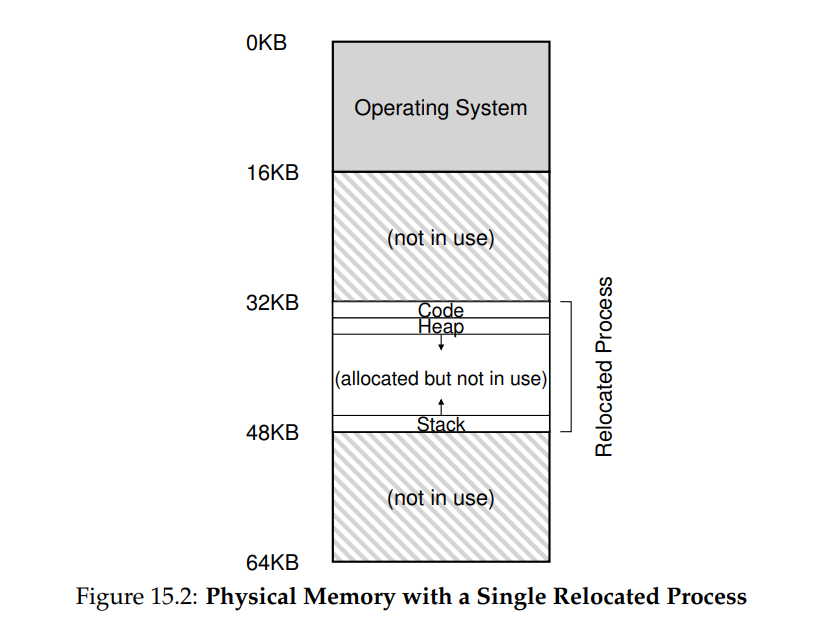 0KB
Operating System
16KB
(not in use)
32KB
Code
Heap
(allocated but not in use)
Stack
48KB
(not in use)
64KB
Relocated Process
Figure 15.2: Physical Memory with a Single Relocated Process